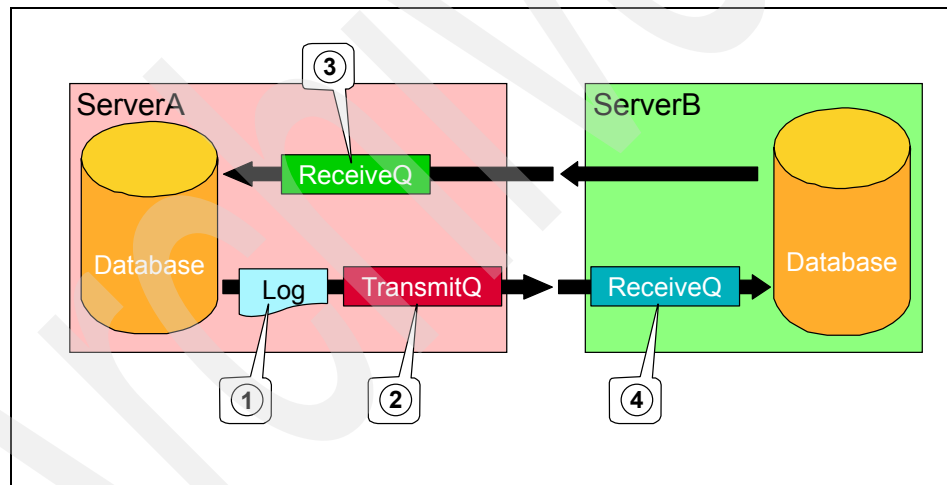 3
ServerA
ServerB
ReceiveQ
Database
Database
Log
TransmitQ
ReceiveQ
1
2
4